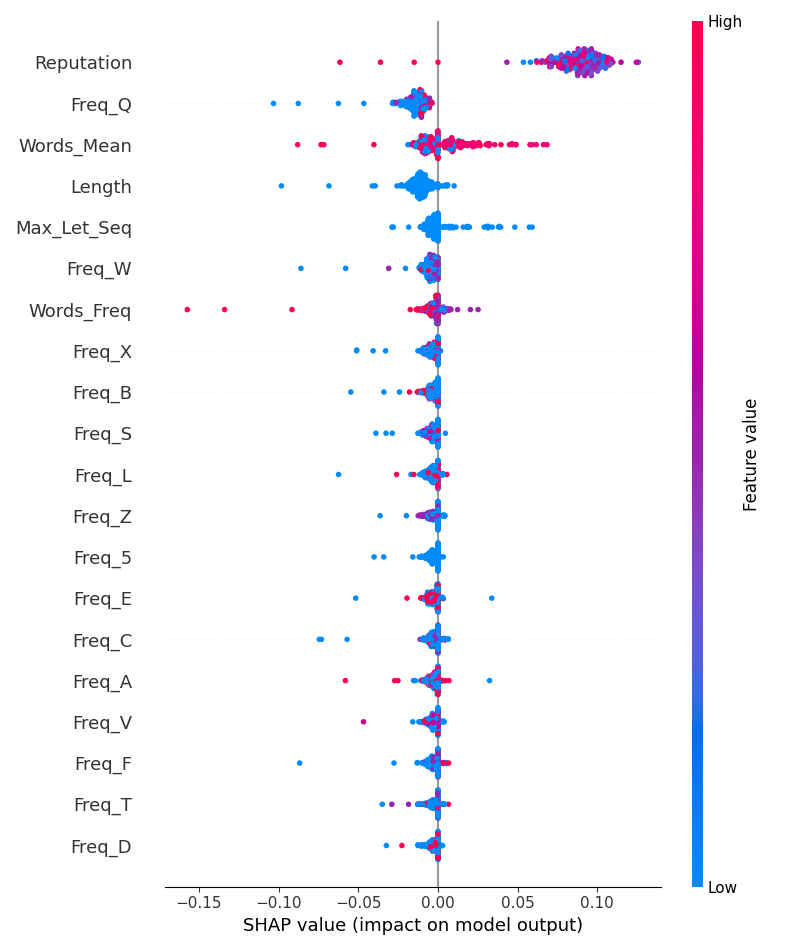 High
Reputation
Freq_Q
Words_Mean
Length
Max_Let_Seq
Freq_W
Words_Freq
Freq_X
Freq_B
Freq_S
Freq_L
Freq_Z
Freq_5
Freq_E
Freq_C
Freq_A
Freq_V
Freq_F
Freq_T
Freq_D
Feature value
Low
−0.15 −0.10 −0.05 0.00 0.05 0.10
SHAP value (impact on model output)